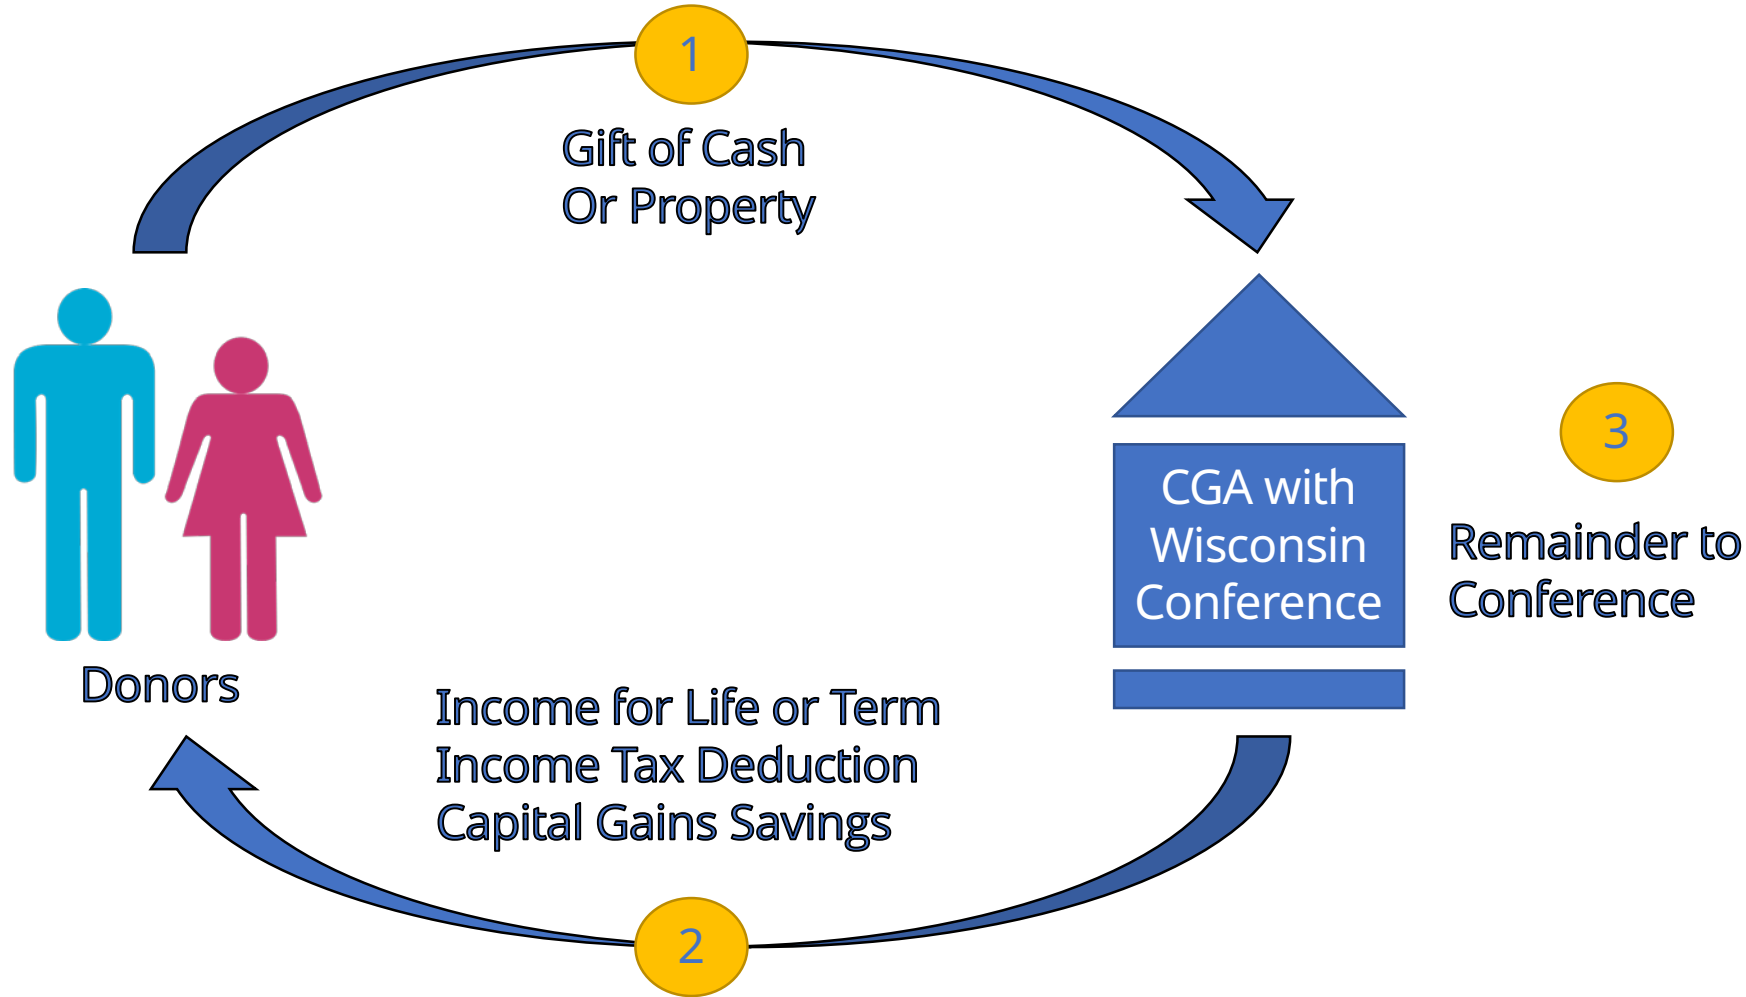 1
Gift of Cash
Or Property
CGA with
Wisconsin
Conference
3
Remainder to
Conference
Donors
Income for Life or Term
Income Tax Deduction
Capital Gains Savings
2